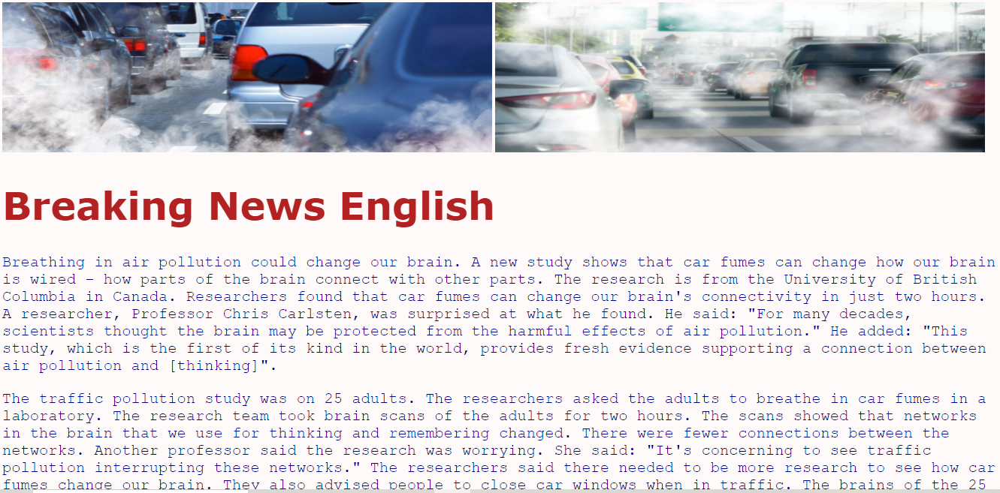 Breaking News English
Breathing in air pollution could change our brain. A new study shows that car fumes can change how our brain
is wired – how parts of the brain connect with other parts. The research is from the University of British
Columbia in Canada. Researchers found that car fumes can change our brain's connectivity in just two hours.
A researcher, Professor Chris Carlsten, was surprised at what he found. He said: "For many decades,
scientists thought the brain may be protected from the harmful effects of air pollution." He added: "This
study, which is the first of its kind in the world, provides fresh evidence supporting a connection between
air pollution and [thinking]".
The traffic pollution study was on 25 adults. The researchers asked the adults to breathe in car fumes in a
laboratory. The research team took brain scans of the adults for two hours. The scans showed that networks
in the brain that we use for thinking and remembering changed. There were fewer connections between the
networks. Another professor said the research was worrying. She said: "It's concerning to see traffic
pollution interrupting these networks." The researchers said there needed to be more research to see how car
fumes change our brain. They also advised people to close car windows when in traffic. The brains of the 25